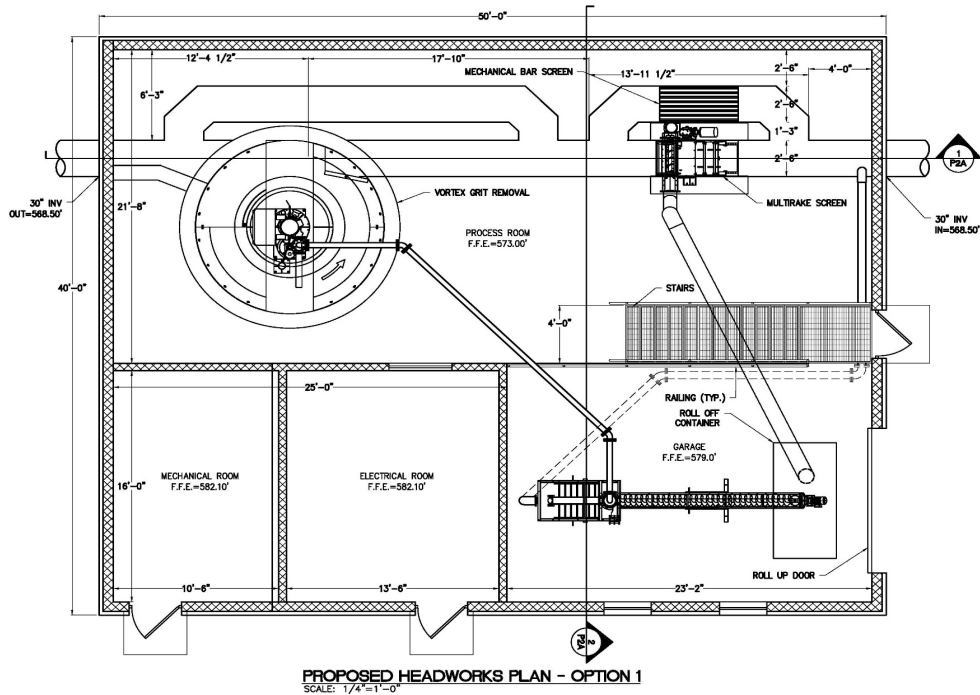 50'-0"
12'-4 1/2"
17'-10"
MECHANICAL BAR SCREEN
13'-11 1/2"
2'-6"
4'-0"
6'-3"
2'-6"
1'-3"
2'-6"
1
P2A
30" INV
OUT=568.50'
21'-8"
VORTEX GRIT REMOVAL
MULTIRAKE SCREEN
30" INV
IN=568.50'
PROCESS ROOM
F.F.E.=573.00'
40'-0"
STAIRS
4'-0"
25'-0"
RAILING (TYP.)
ROLL OFF
CONTAINER
GARAGE
F.F.E.=579.0'
MECHANICAL ROOM
F.F.E.=582.10'
ELECTRICAL ROOM
F.F.E.=582.10'
16'-0"
ROLL UP DOOR
10'-6"
13'-6"
23'-2"
2
P2A
PROPOSED HEADWORKS PLAN - OPTION 1
SCALE: 1/4"=1'-0"